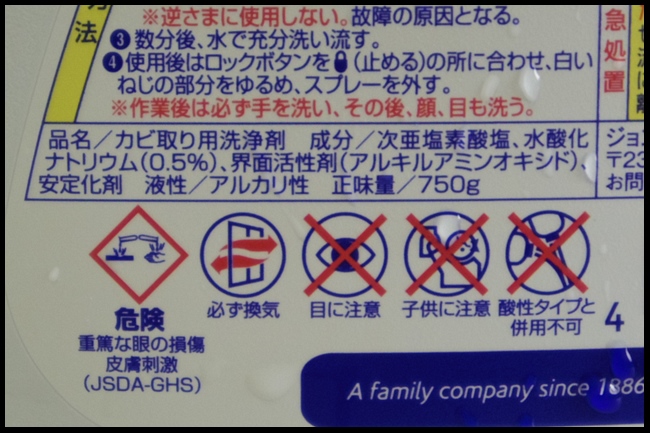 方
法
※逆さまに使用しない。故障の原因となる。
❸数分後、水で充分洗い流す。
❹使用後はロックボタンを🔒(止める)の所に合わせ、白い
ねじの部分をゆるめ、スプレーを外す。
※作業後は必ず手を洗い、その後、顔、目も洗う。
急
処
置
品名/カビ取り用洗浄剤 成分/次亜塩素酸塩、水酸化
ナトリウム(0.5%)、界面活性剤(アルキルアミンオキシド)、
安定化剤 液性/アルカリ性 正味量/750g
ジョン
〒23
お問
危険
重篤な眼の損傷
皮膚刺激
(JSDA-GHS)
必ず換気
目に注意
子供に注意
酸性タイプと
併用不可
4
A family company since 1886